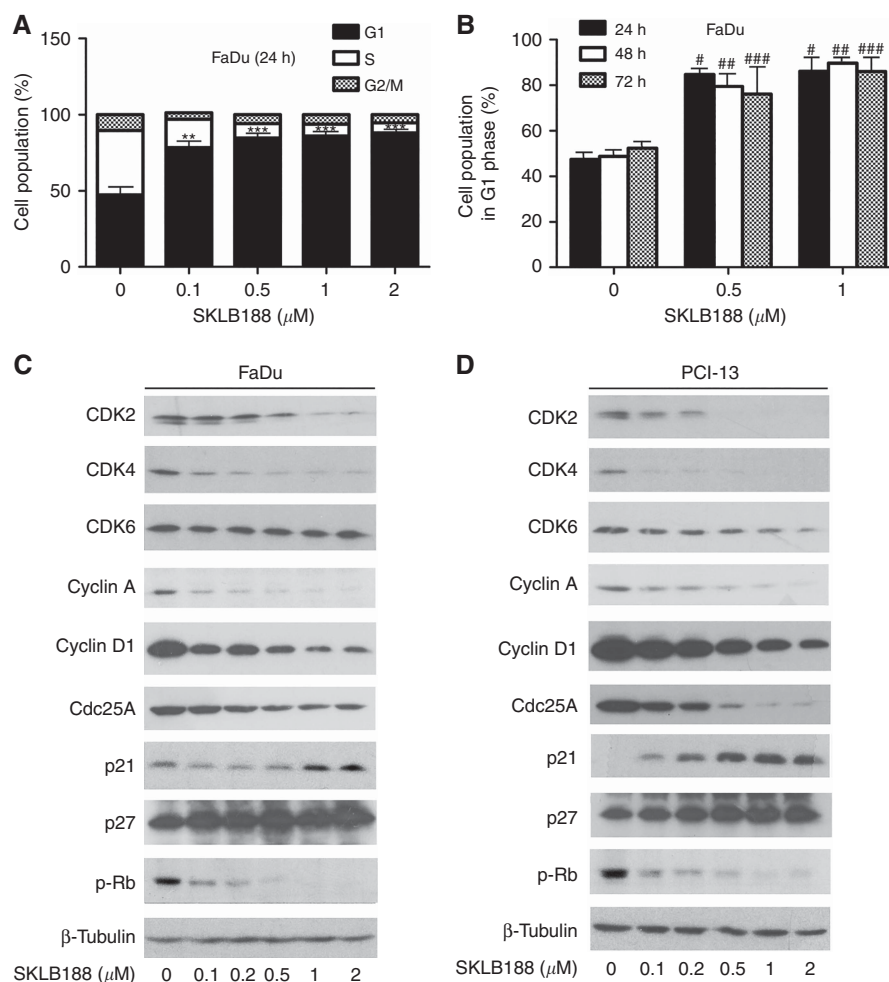 A
150
100
50
0
Cell population (%)
FaDu (24 h)
G1
S
G2/M
**
***
***
***
0 0.1 0.5 1 2
SKLB188 (μM)
B
100
80
60
40
20
0
Cell population
in G1 phase (%)
24 h
48 h
72 h
FaDu
# ## ###
# ## ###
0 0.5 1
SKLB188 (μM)
C
FaDu
CDK2
CDK4
CDK6
Cyclin A
Cyclin D1
Cdc25A
p21
p27
p-Rb
β-Tubulin
SKLB188 (μM) 0 0.1 0.2 0.5 1 2
D
PCI-13
CDK2
CDK4
CDK6
Cyclin A
Cyclin D1
Cdc25A
p21
p27
p-Rb
β-Tubulin
SKLB188 (μM) 0 0.1 0.2 0.5 1 2